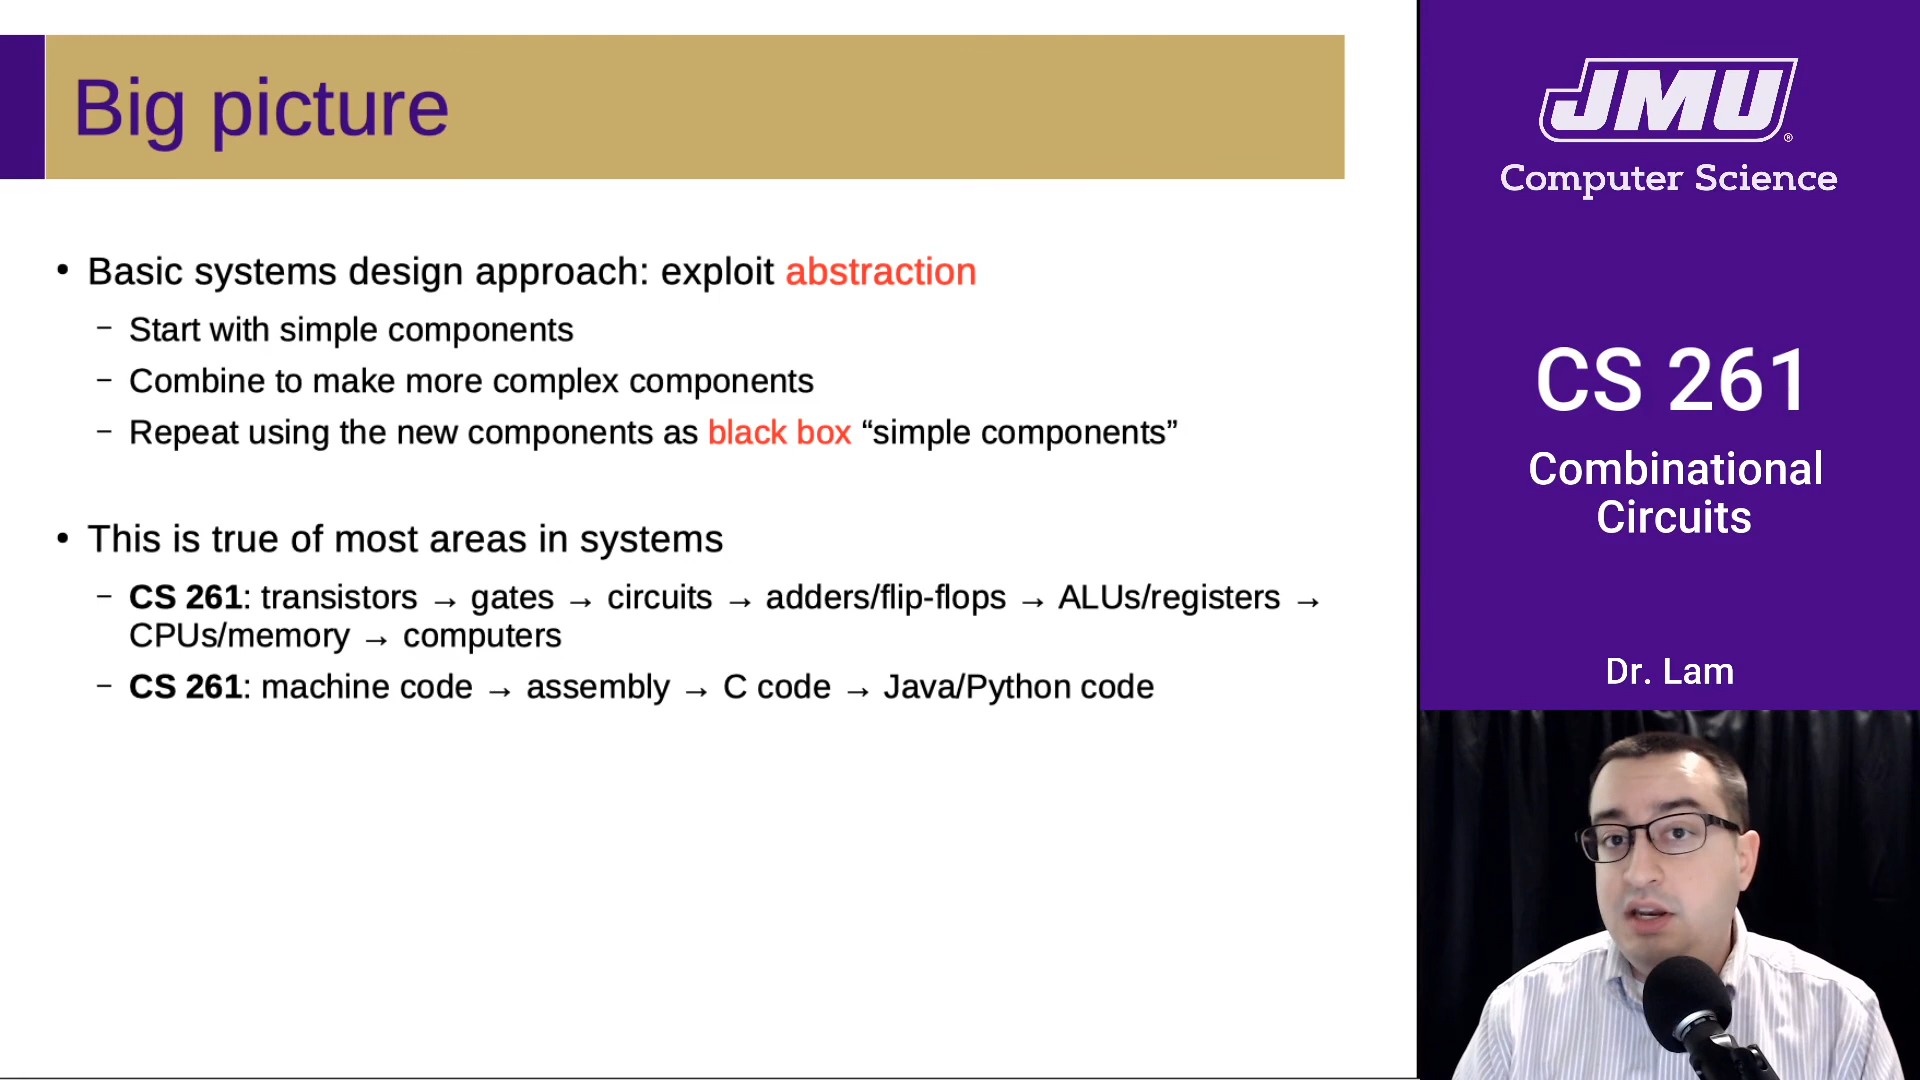 Big picture
• Basic systems design approach: exploit abstraction
– Start with simple components
– Combine to make more complex components
– Repeat using the new components as black box “simple components”
• This is true of most areas in systems
– CS 261: transistors → gates → circuits → adders/flip-flops → ALUs/registers →
CPUs/memory → computers
– CS 261: machine code → assembly → C code → Java/Python code
JMU®
Computer Science
CS 261
Combinational
Circuits
Dr. Lam